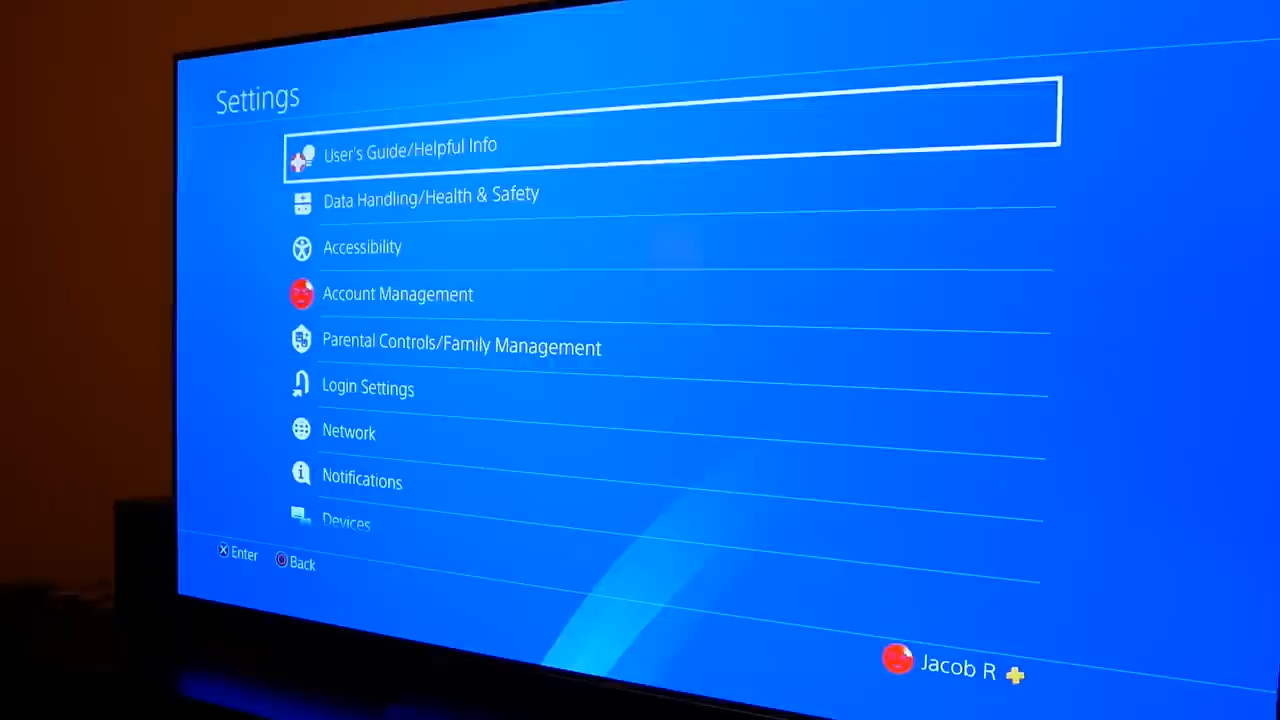 Settings
User's Guide/Helpful Info
Data Handling/Health & Safety
Accessibility
Account Management
Parental Controls/Family Management
Login Settings
Network
Notifications
Devices
Enter Back
Jacob R